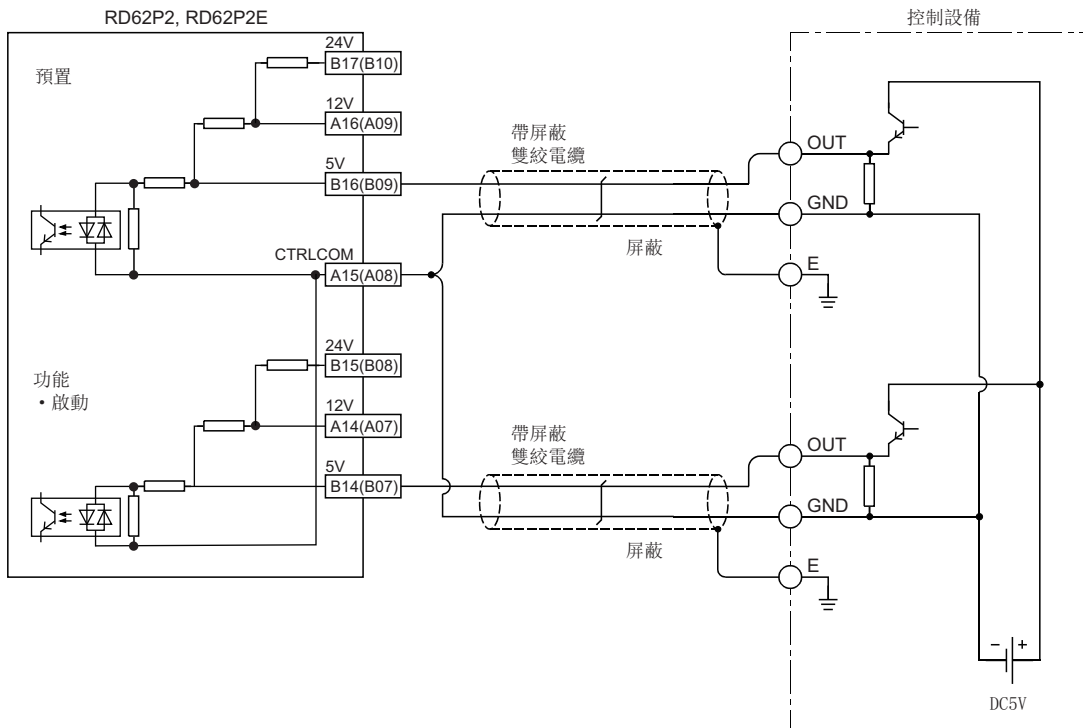 RD62P2, RD62P2E
控制設備
預置
24V
B17(B10)
12V
A16(A09)
5V
B16(B09)
CTRLCOM
A15(A08)
帶屏蔽
雙絞電纜
屏蔽
OUT
GND
E
功能
•啟動
24V
B15(B08)
12V
A14(A07)
5V
B14(B07)
帶屏蔽
雙絞電纜
屏蔽
OUT
GND
E
- +
DC5V